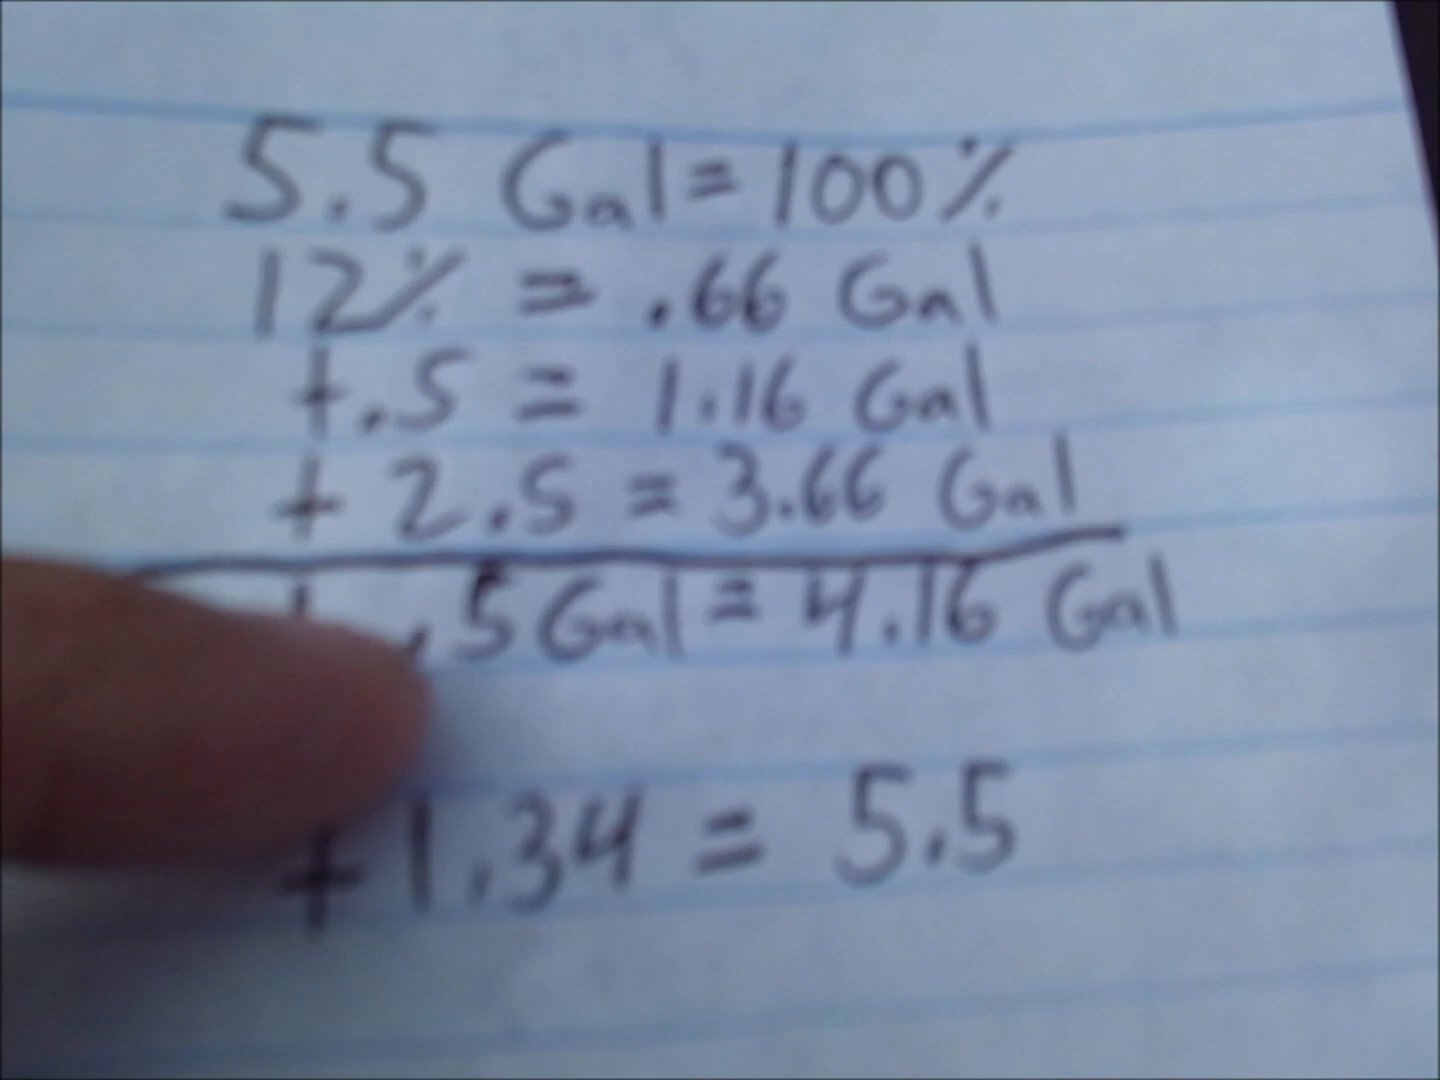 5.5 Gal = 100%
12% = .66 Gal
+.5 = 1.16 Gal
+ 2.5 = 3.66 Gal
+ .5 Gal = 4.16 Gal
+1.34 = 5.5